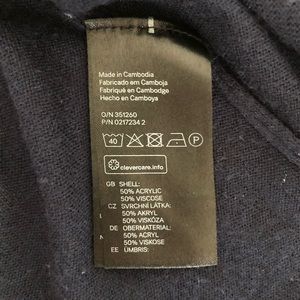 Made in Cambodia
Fabricado em Camboja
Fabriqué en Cambodge
Hecho en Camboya
O/N 351260
P/N 0217234 2
40
P
clevercare.info
GB SHELL:
50% ACRYLIC
50% VISCOSE
CZ SVRCHNÍ LÁTKA:
50% AKRYL
50% VISKÓZA
DE OBERMATERIAL:
50% ACRYL
50% VISKOSE
EE ÜMBRIS: